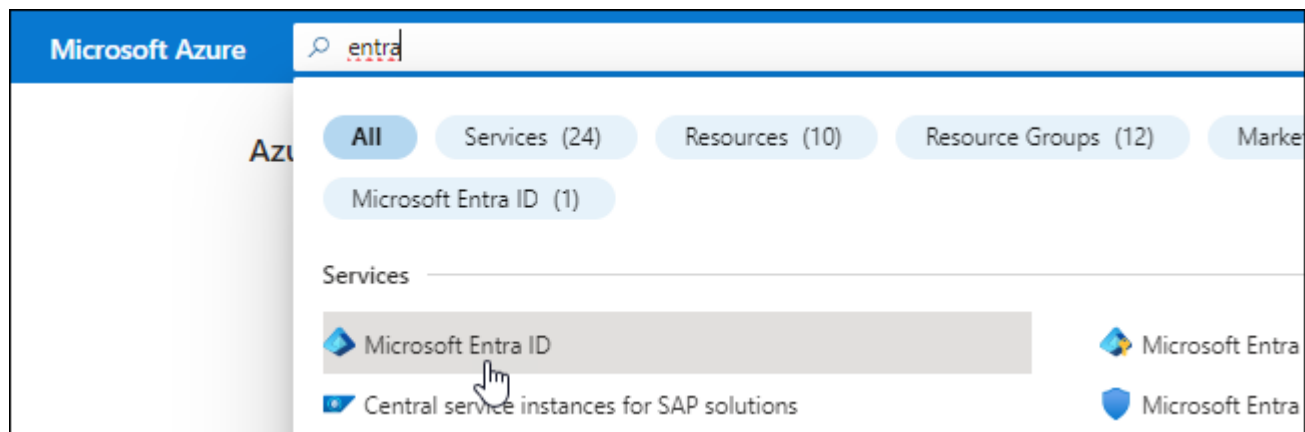 Microsoft Azure
entra
All Services (24) Resources (10) Resource Groups (12) Marke
Azu
Microsoft Entra ID (1)
Services
Microsoft Entra ID Microsoft Entra
Central service instances for SAP solutions Microsoft Entra